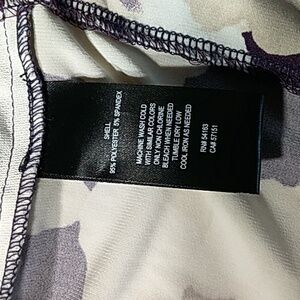 SHELL
95% POLYESTER 5% SPANDEX
MACHINE WASH COLD
WITH SIMILAR COLORS
ONLY NON CHLORINE
BLEACH WHEN NEEDED
TUMBLE DRY LOW
COOL IRON AS NEEDED
RN# 54163
CA# 57151